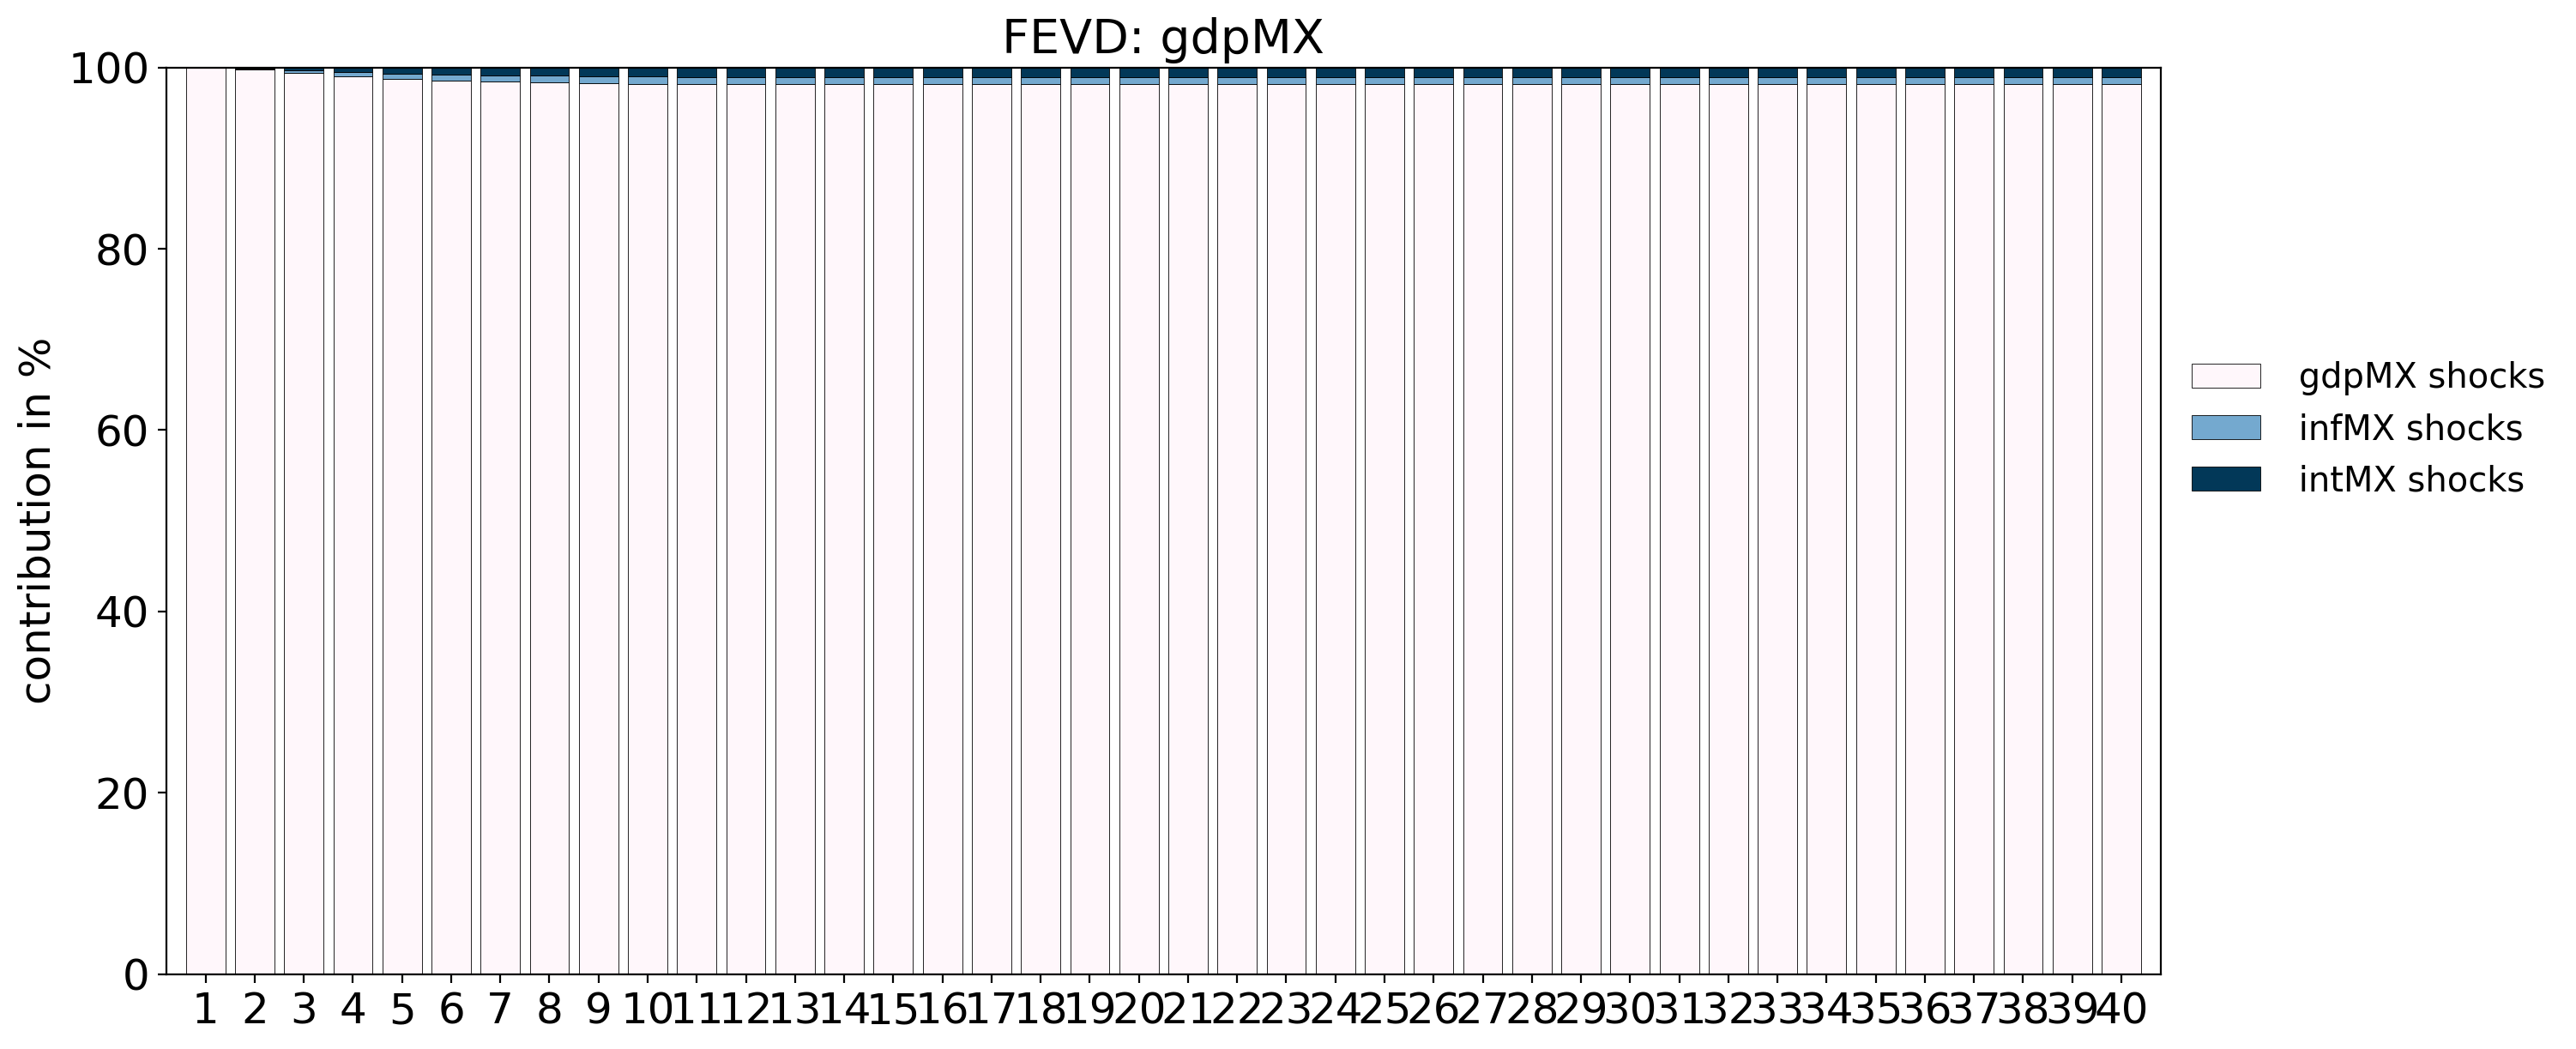 FEVD: gdpMX
contribution in %
100
80
60
40
20
0
1 2 3 4 5 6 7 8 9 10 11 12 13 14 15 16 17 18 19 20 21 22 23 24 25 26 27 28 29 30 31 32 33 34 35 36 37 38 39 40
gdpMX shocks
infMX shocks
intMX shocks